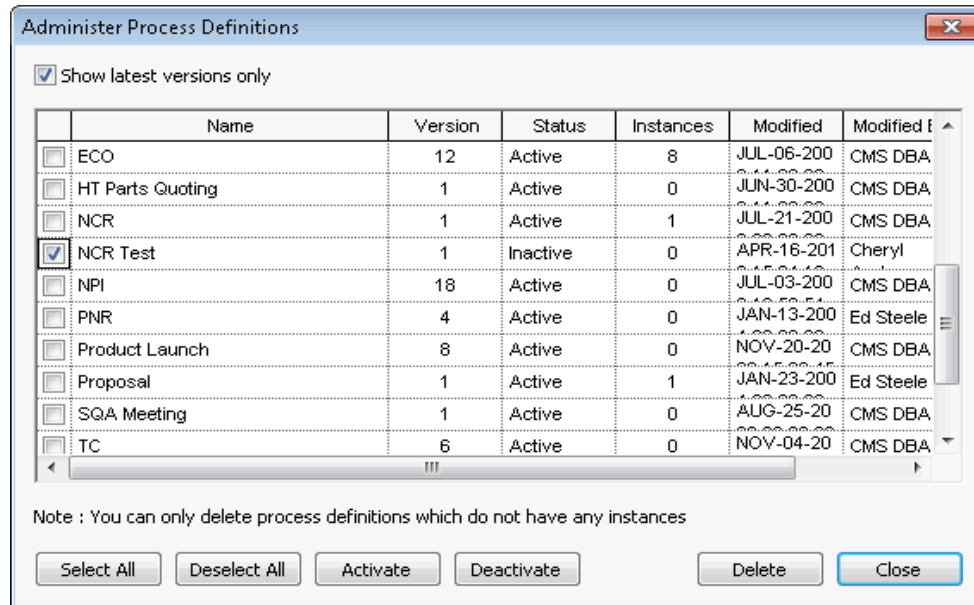 Administer Process Definitions
Show latest versions only
Name Version Status Instances Modified Modified
ECO 12 Active 8 JUL-06-200 CMS DBA
HT Parts Quoting 1 Active 0 JUN-30-200 CMS DBA
NCR 1 Active 1 JUL-21-200 CMS DBA
NCR Test 1 Inactive 0 APR-16-201 Cheryl
NPI 18 Active 0 JUL-03-200 CMS DBA
PNR 4 Active 0 JAN-13-200 Ed Steele
Product Launch 8 Active 0 NOV-20-20 CMS DBA
Proposal 1 Active 1 JAN-23-200 Ed Steele
SQA Meeting 1 Active 0 AUG-25-20 CMS DBA
TC 6 Active 0 NOV-04-20 CMS DBA
Note : You can only delete process definitions which do not have any instances
Select All Deselect All Activate Deactivate Delete Close